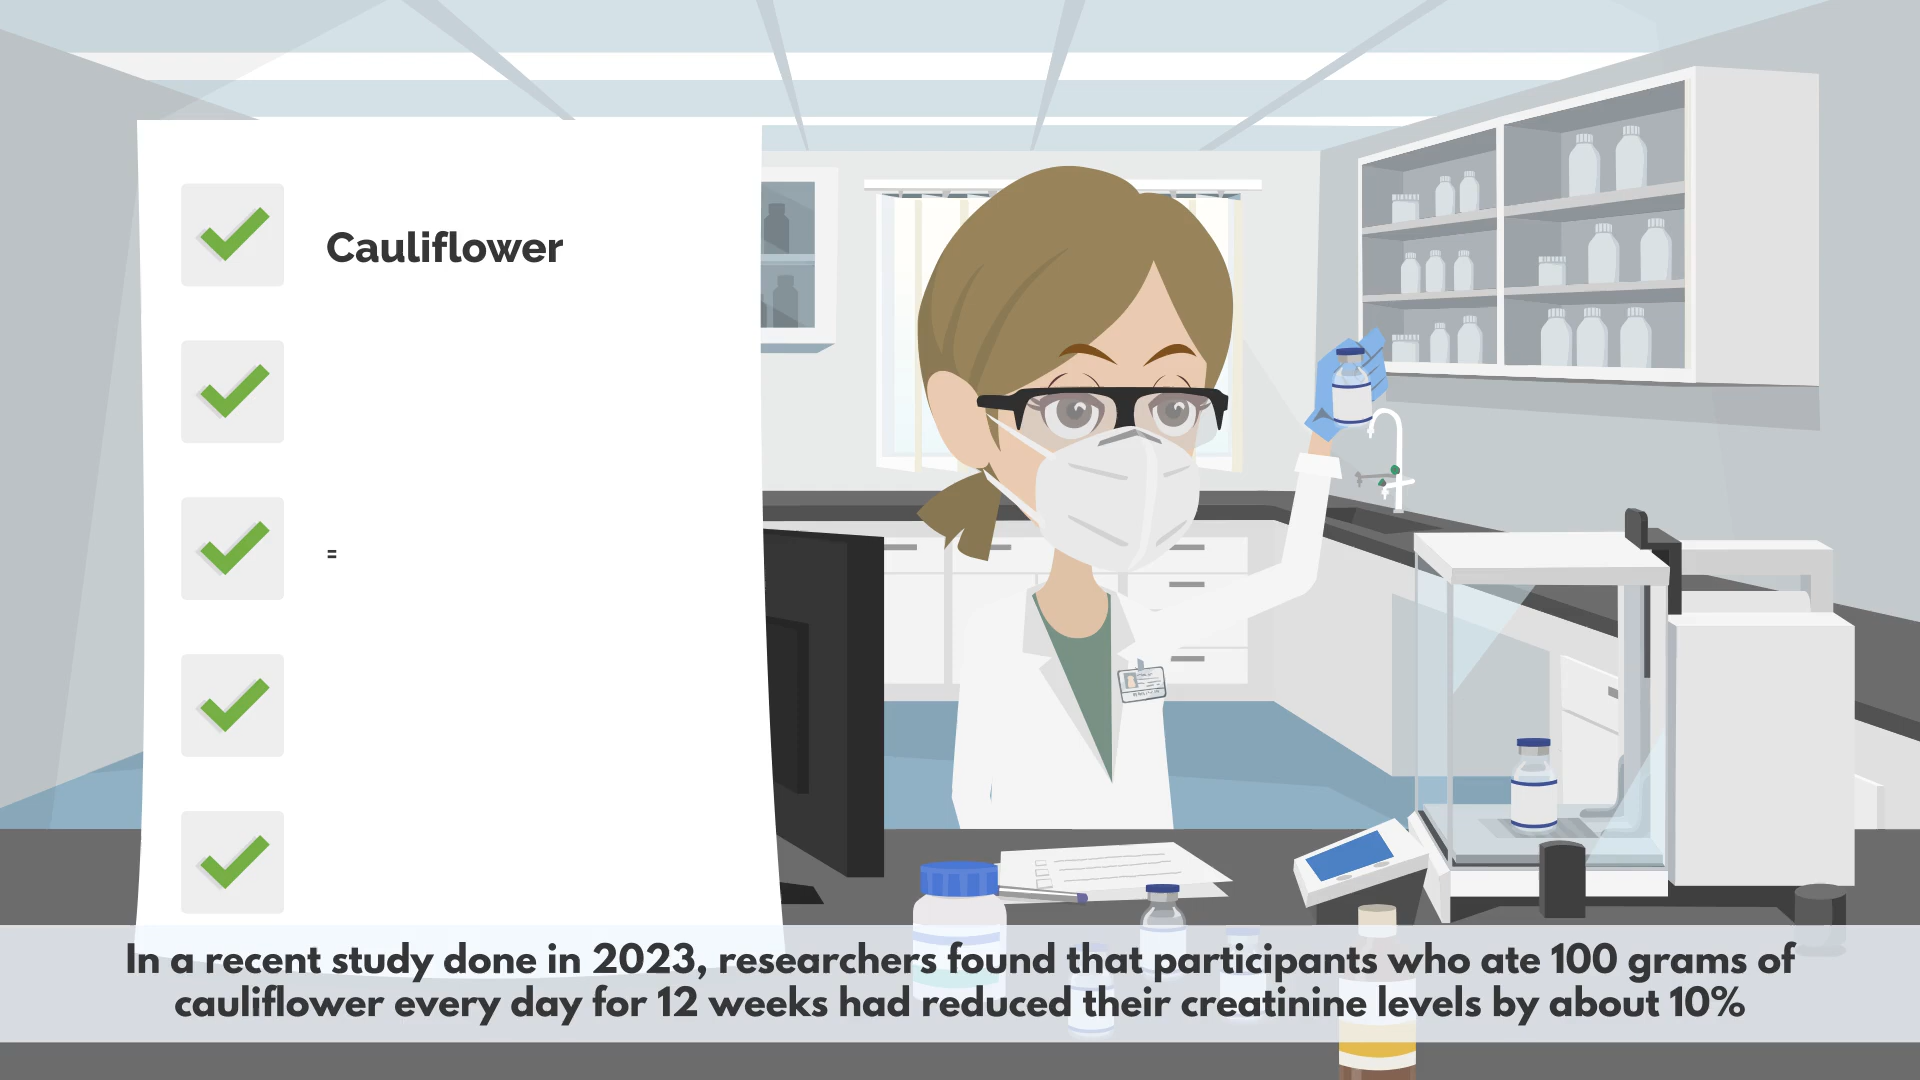 Cauliflower
=
In a recent study done in 2023, researchers found that participants who ate 100 grams of
cauliflower every day for 12 weeks had reduced their creatinine levels by about 10%